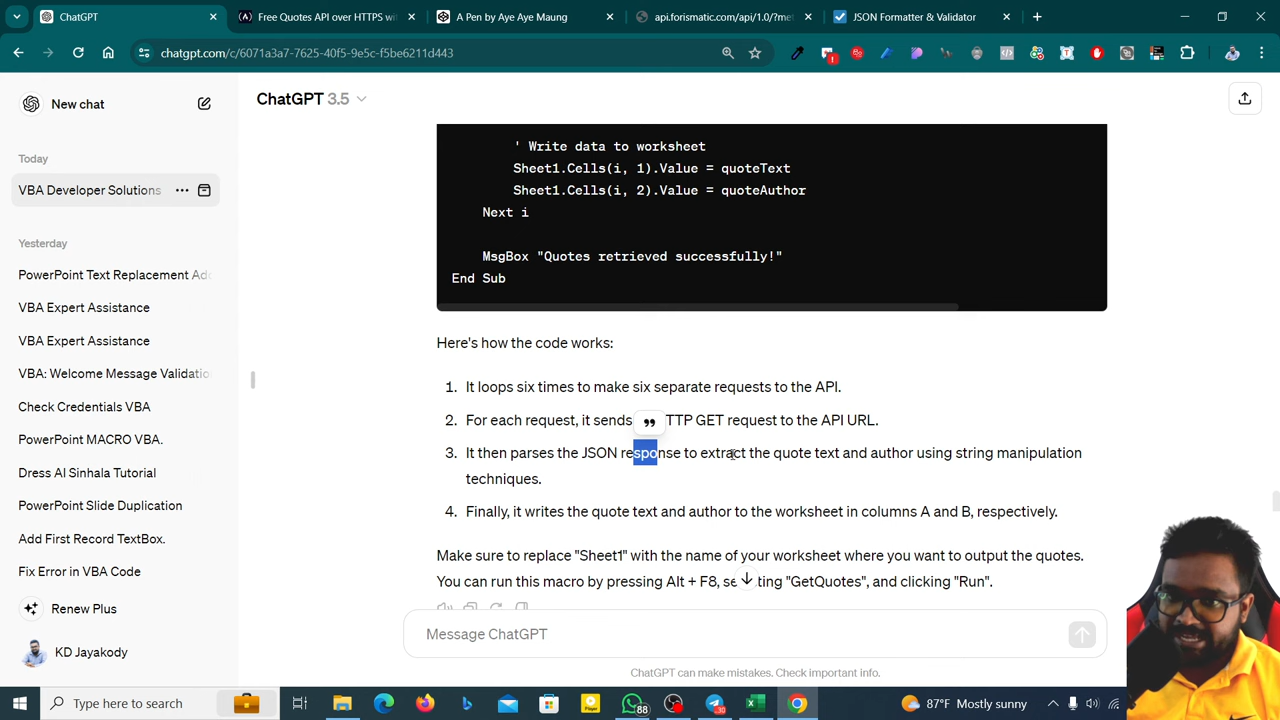 ChatGPT
Free Quotes API over HTTPS wi
A Pen by Aye Aye Maung
api.forismatic.com/api/1.0/?me
JSON Formatter & Validator
chatgpt.com/c/6071a3a7-7625-40f5-9e5c-f5be6211d443
New chat
ChatGPT 3.5
Today
VBA Developer Solutions
Yesterday
PowerPoint Text Replacement Ad
VBA Expert Assistance
VBA Expert Assistance
VBA: Welcome Message Validatio
Check Credentials VBA
PowerPoint MACRO VBA.
Dress AI Sinhala Tutorial
PowerPoint Slide Duplication
Add First Record TextBox.
Fix Error in VBA Code
Renew Plus
KD Jayakody
' Write data to worksheet
Sheet1.Cells(i, 1).Value = quoteText
Sheet1.Cells(i, 2).Value = quoteAuthor
Next i
MsgBox "Quotes retrieved successfully!"
End Sub
Here's how the code works:
1. It loops six times to make six separate requests to the API.
2. For each request, it sends TTP GET request to the API URL.
3. It then parses the JSON response to extract the quote text and author using string manipulation
techniques.
4. Finally, it writes the quote text and author to the worksheet in columns A and B, respectively.
Make sure to replace "Sheet1" with the name of your worksheet where you want to output the quotes.
You can run this macro by pressing Alt + F8, se ting "GetQuotes", and clicking "Run".
Message ChatGPT
ChatGPT can make mistakes. Check important info.
Type here to search
88
30
87°F Mostly sunny